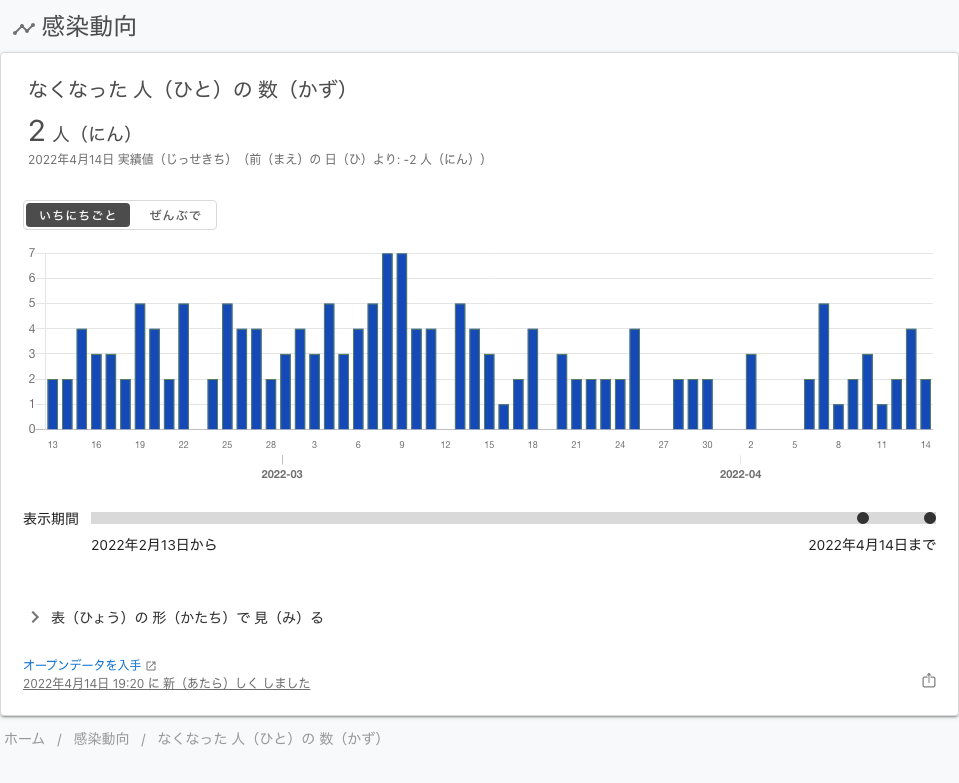 感染動向
なくなった 人（ひと）の 数（かず）
2 人（にん）
2022年4月14日 実績値（じっせきち）（前（まえ）の 日（ひ）より: -2 人（にん））
いちにちごと ぜんぶで
7
6
5
4
3
2
1
0
13 16 19 22 25 28 3 6 9 12 15 18 21 24 27 30 2 5 8 11 14
2022-03 2022-04
表示期間
2022年2月13日から 2022年4月14日まで
表（ひょう）の 形（かたち）で 見（み）る
オープンデータを入手
2022年4月14日 19:20 に 新（あたら）しく しました
ホーム / 感染動向 / なくなった 人（ひと）の 数（かず）